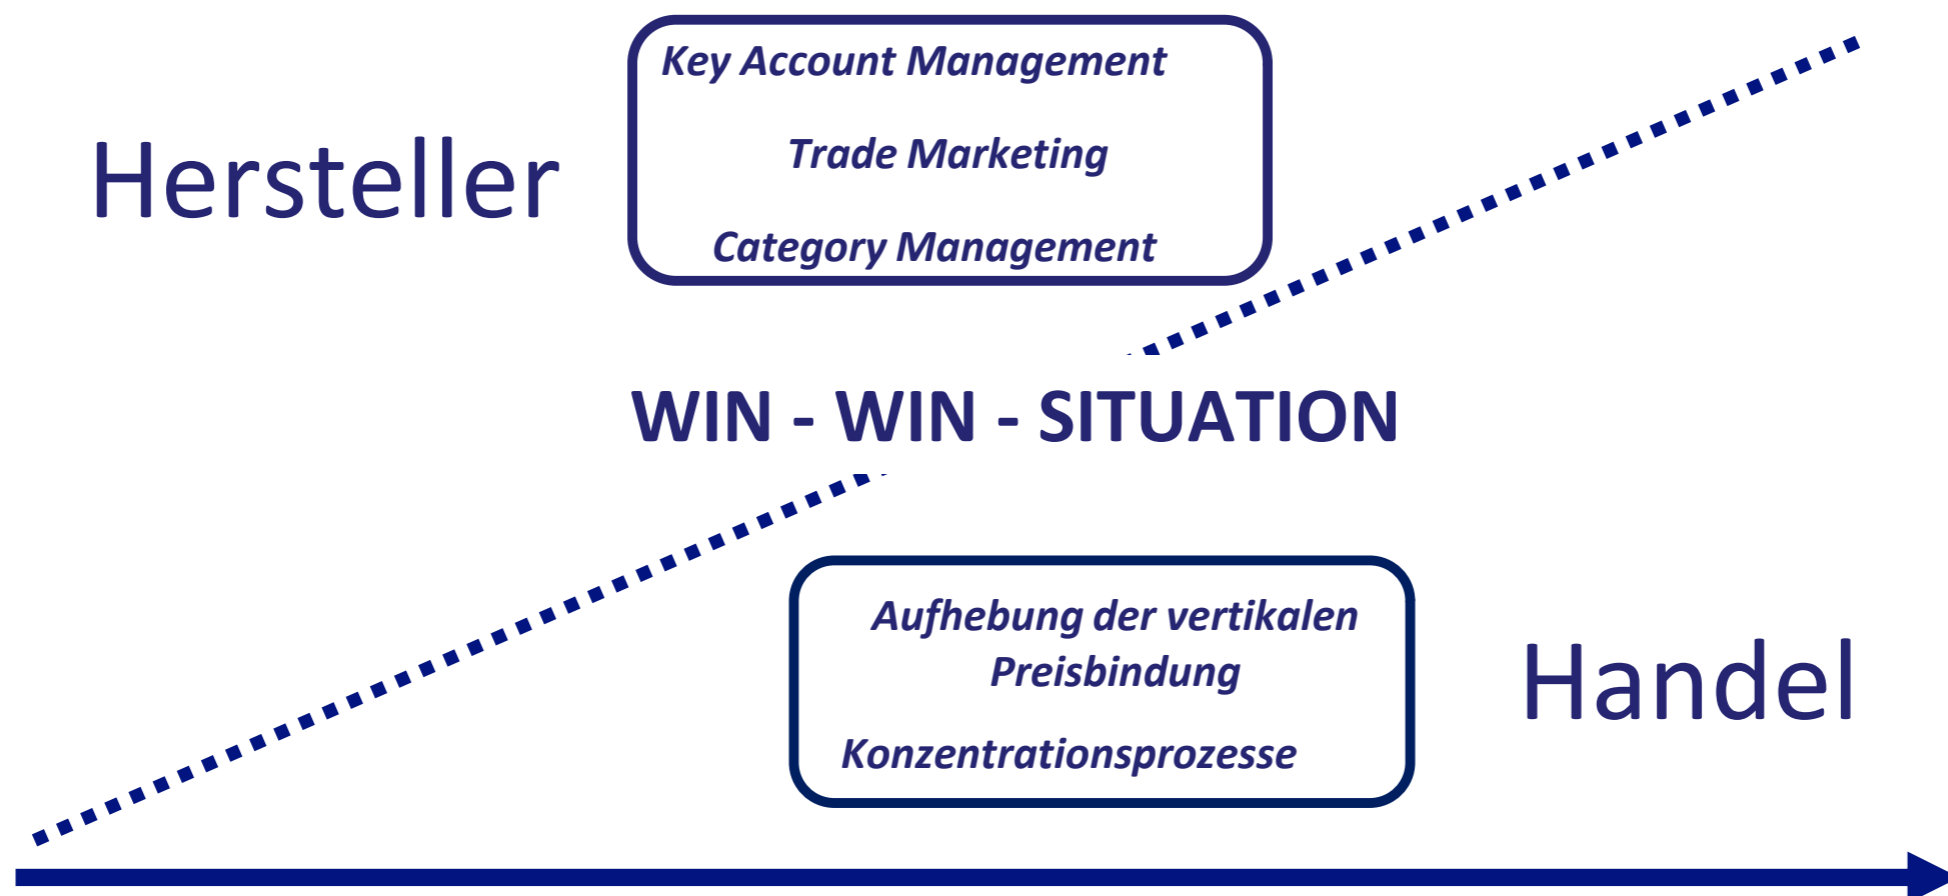 Key Account Management
Hersteller
Trade Marketing
Category Management
WIN - WIN - SITUATION
Aufhebung der vertikalen
Preisbindung
Handel
Konzentrationsprozesse